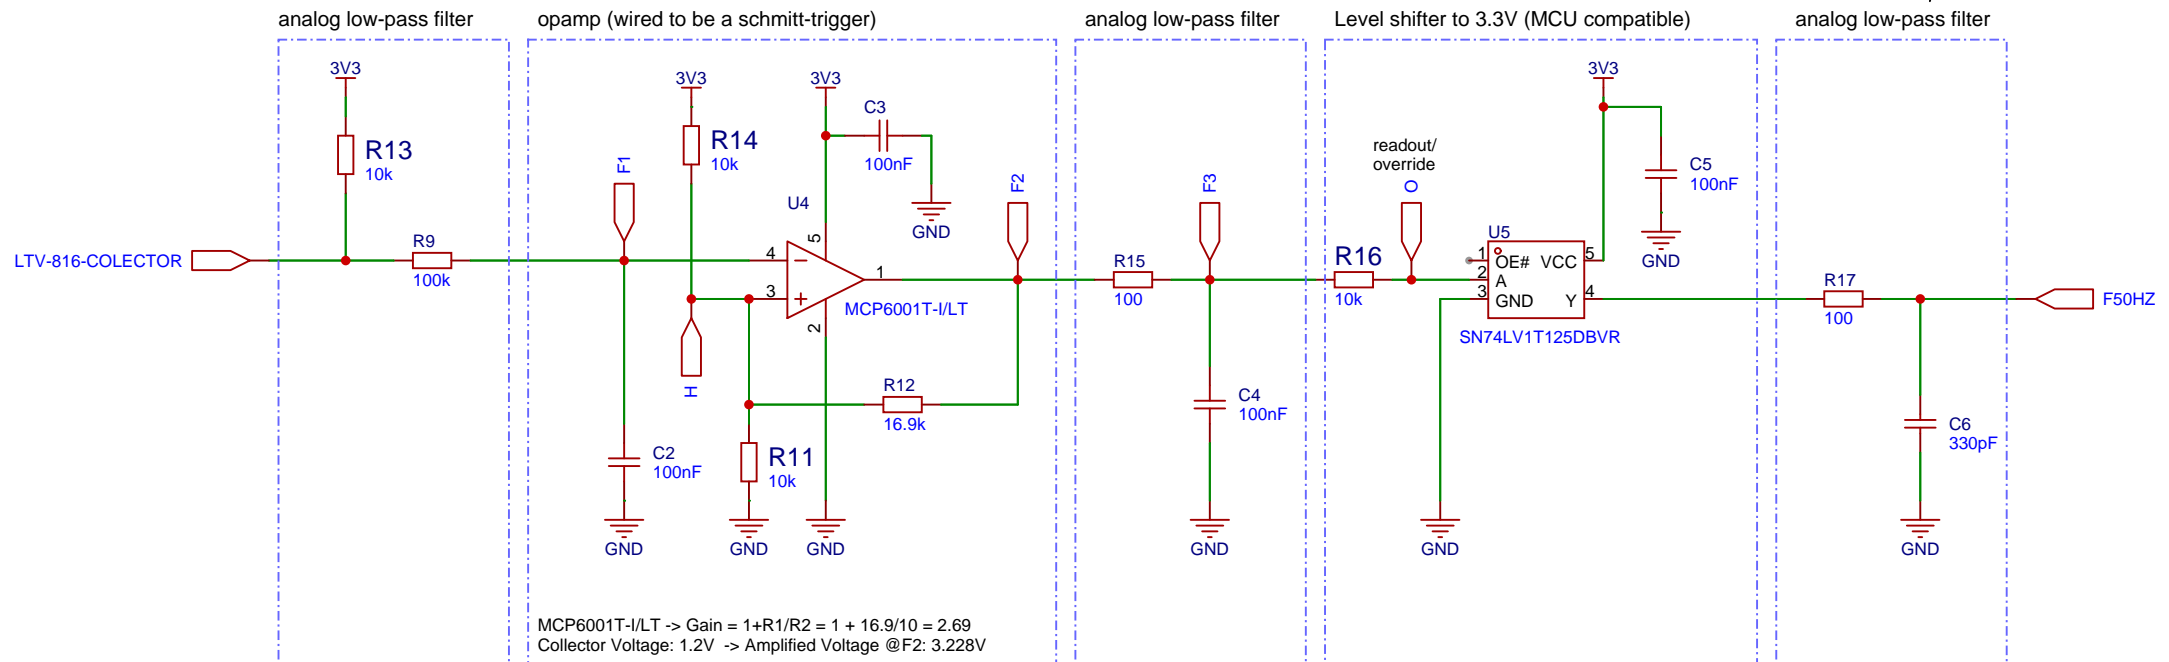 analog low-pass filter
opamp (wired to be a schmitt-trigger)
analog low-pass filter
Level shifter to 3.3V (MCU compatible)
analog low-pass filter
3V3
R13
10k
LTV-816-COLECTOR
R9
100k
3V3
R14
10k
F1
H
C2
100nF
GND
3V3
C3
100nF
GND
U4
4
3
5
2
1
MCP6001T-I/LT
R12
16.9k
R11
10k
GND
GND
F2
MCP6001T-I/LT -> Gain = 1+R1/R2 = 1 + 16.9/10 = 2.69
Collector Voltage: 1.2V -> Amplified Voltage @F2: 3.228V
R15
100
F3
C4
100nF
GND
readout/
override
O
R16
10k
U5
1
2
3
OE#
A
GND
VCC
Y
5
4
SN74LV1T125DBVR
GND
3V3
C5
100nF
GND
R17
100
C6
330pF
GND
F50HZ